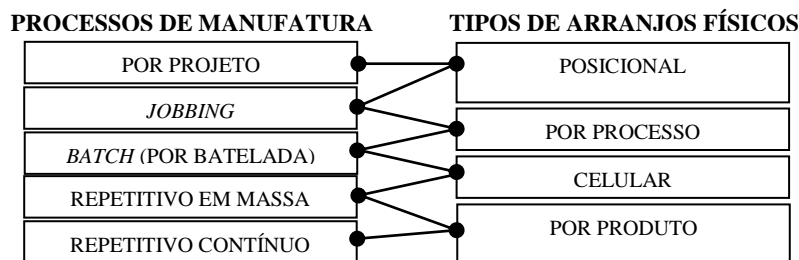 PROCESSOS DE MANUFATURA
POR PROJETO
JOBBING
BATCH (POR BATELADA)
REPETITIVO EM MASSA
REPETITIVO CONTÍNUO
TIPOS DE ARRANJOS FÍSICOS
POSICIONAL
POR PROCESSO
CELULAR
POR PRODUTO